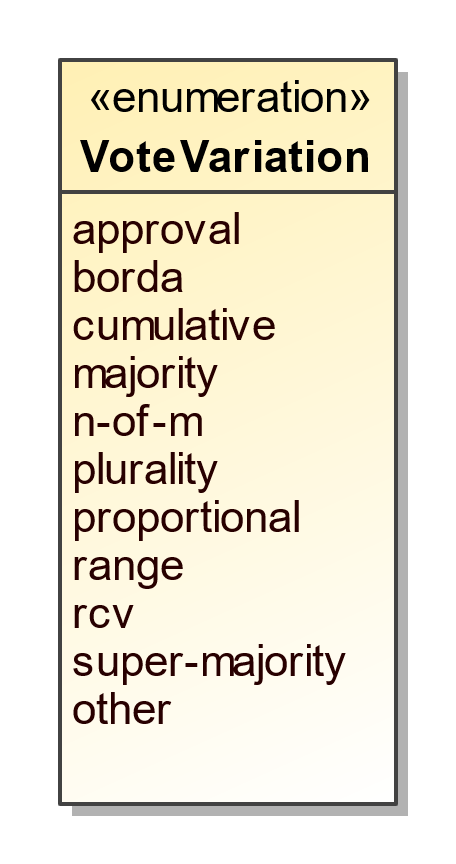 «enumeration»
VoteVariation
approval
borda
cumulative
majority
n-of-m
plurality
proportional
range
rcv
super-majority
other